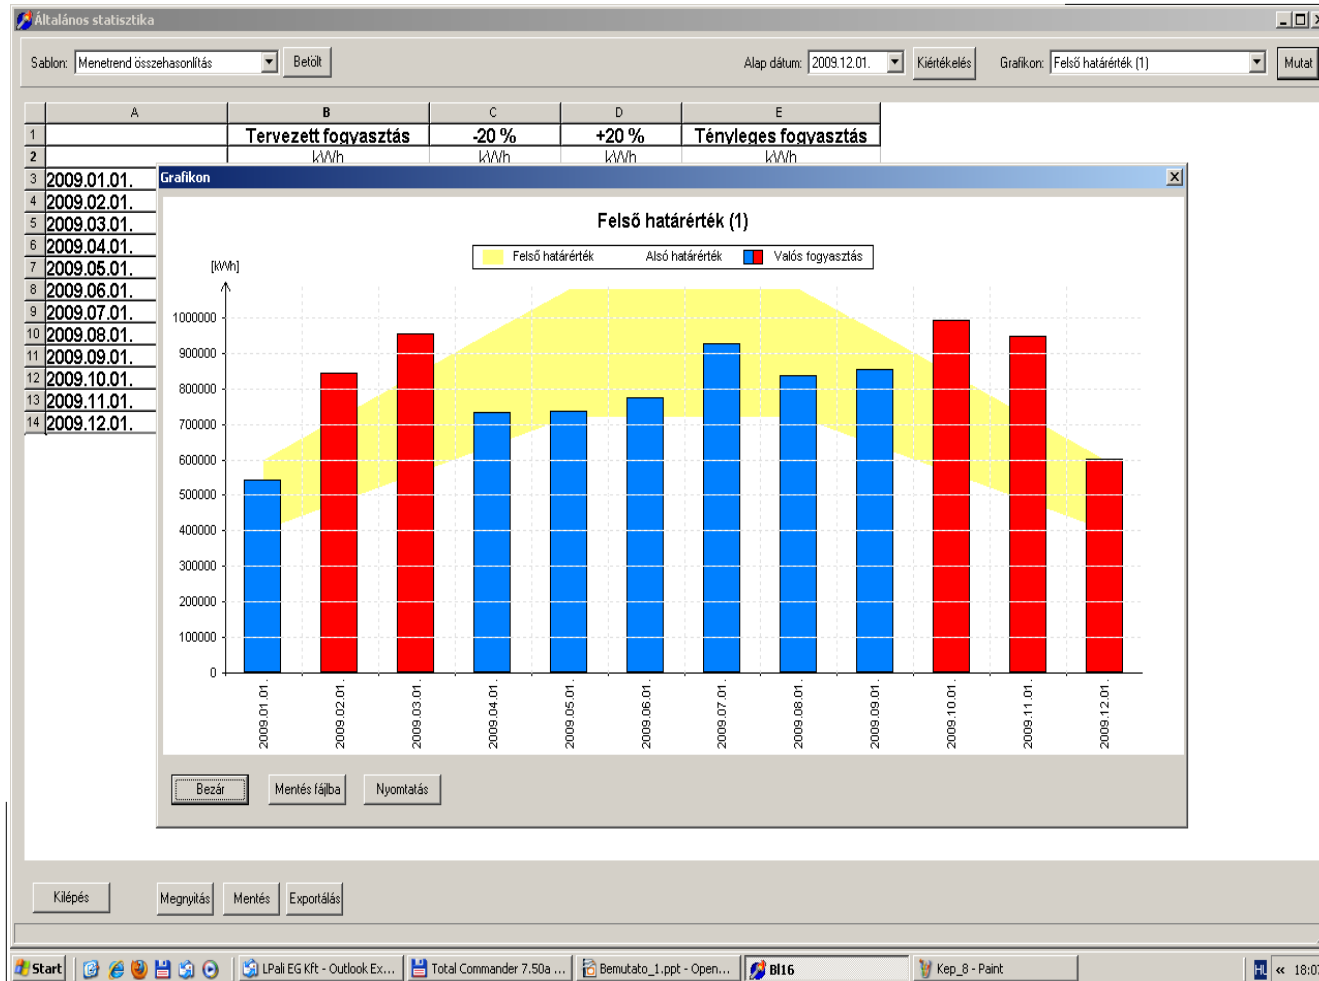 Általános statisztika
Sablon: Menetrend összehasonlítás Betölt Alap dátum: 2009.12.01. Kiértékelés Grafikon: Felső határérték (1) Mutat
A B C D E
1 Tervezett fogyasztás -20 % +20 % Tényleges fogyasztás
2 kWh kWh kWh kWh
3 2009.01.01.
4 2009.02.01.
5 2009.03.01.
6 2009.04.01.
7 2009.05.01.
8 2009.06.01.
9 2009.07.01.
10 2009.08.01.
11 2009.09.01.
12 2009.10.01.
13 2009.11.01.
14 2009.12.01.
Grafikon
Felső határérték (1)
Felső határérték Alsó határérték Valós fogyasztás
[kWh]
1000000
900000
800000
700000
600000
500000
400000
300000
200000
100000
0
2009.01.01.
2009.02.01.
2009.03.01.
2009.04.01.
2009.05.01.
2009.06.01.
2009.07.01.
2009.08.01.
2009.09.01.
2009.10.01.
2009.11.01.
2009.12.01.
Bezár Mentés fájlba Nyomtatás
Kilépés Megnyitás Mentés Exportálás
Start LPali EG Kft - Outlook Ex... Total Commander 7.50a ... Bemutato_1.ppt - Open... Bl16 Kep_8 - Paint HU « 18:07